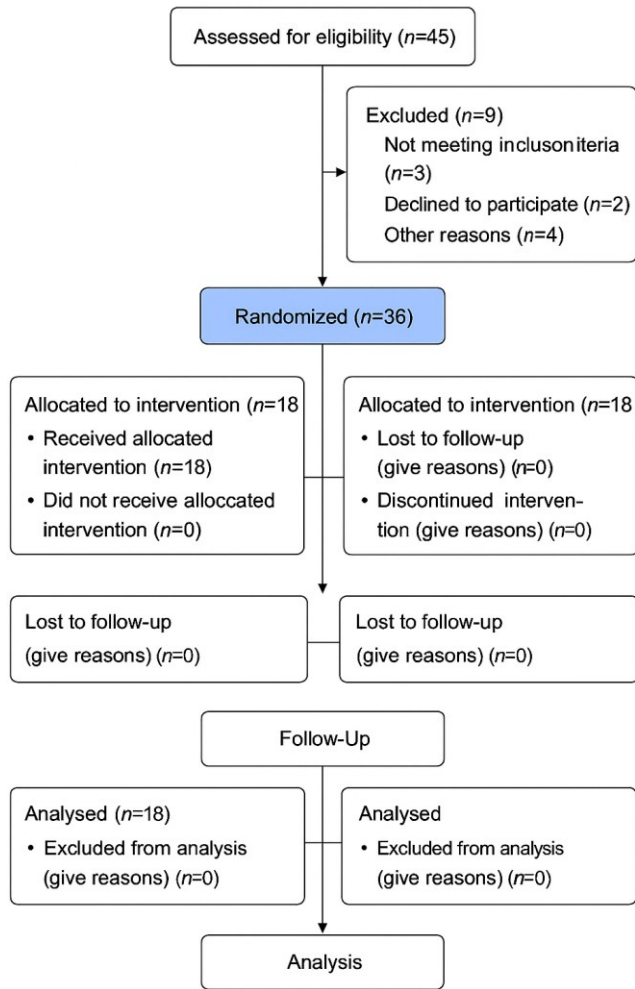 Assessed for eligibility (n=45)
Excluded (n=9)
Not meeting inclusoniteria
(n=3)
Declined to participate (n=2)
Other reasons (n=4)
Randomized (n=36)
Allocated to intervention (n=18
• Received allocated
intervention (n=18)
• Did not receive alloccated
intervention (n=0)
Allocated to intervention (n=18
• Lost to follow-up
(give reasons) (n=0)
• Discontinued interven-
tion (give reasons) (n=0)
Lost to follow-up
(give reasons) (n=0)
Lost to follow-up
(give reasons) (n=0)
Follow-Up
Analysed (n=18)
• Excluded from analysis
(give reasons) (n=0)
Analysed
• Excluded from analysis
(give reasons) (n=0)
Analysis